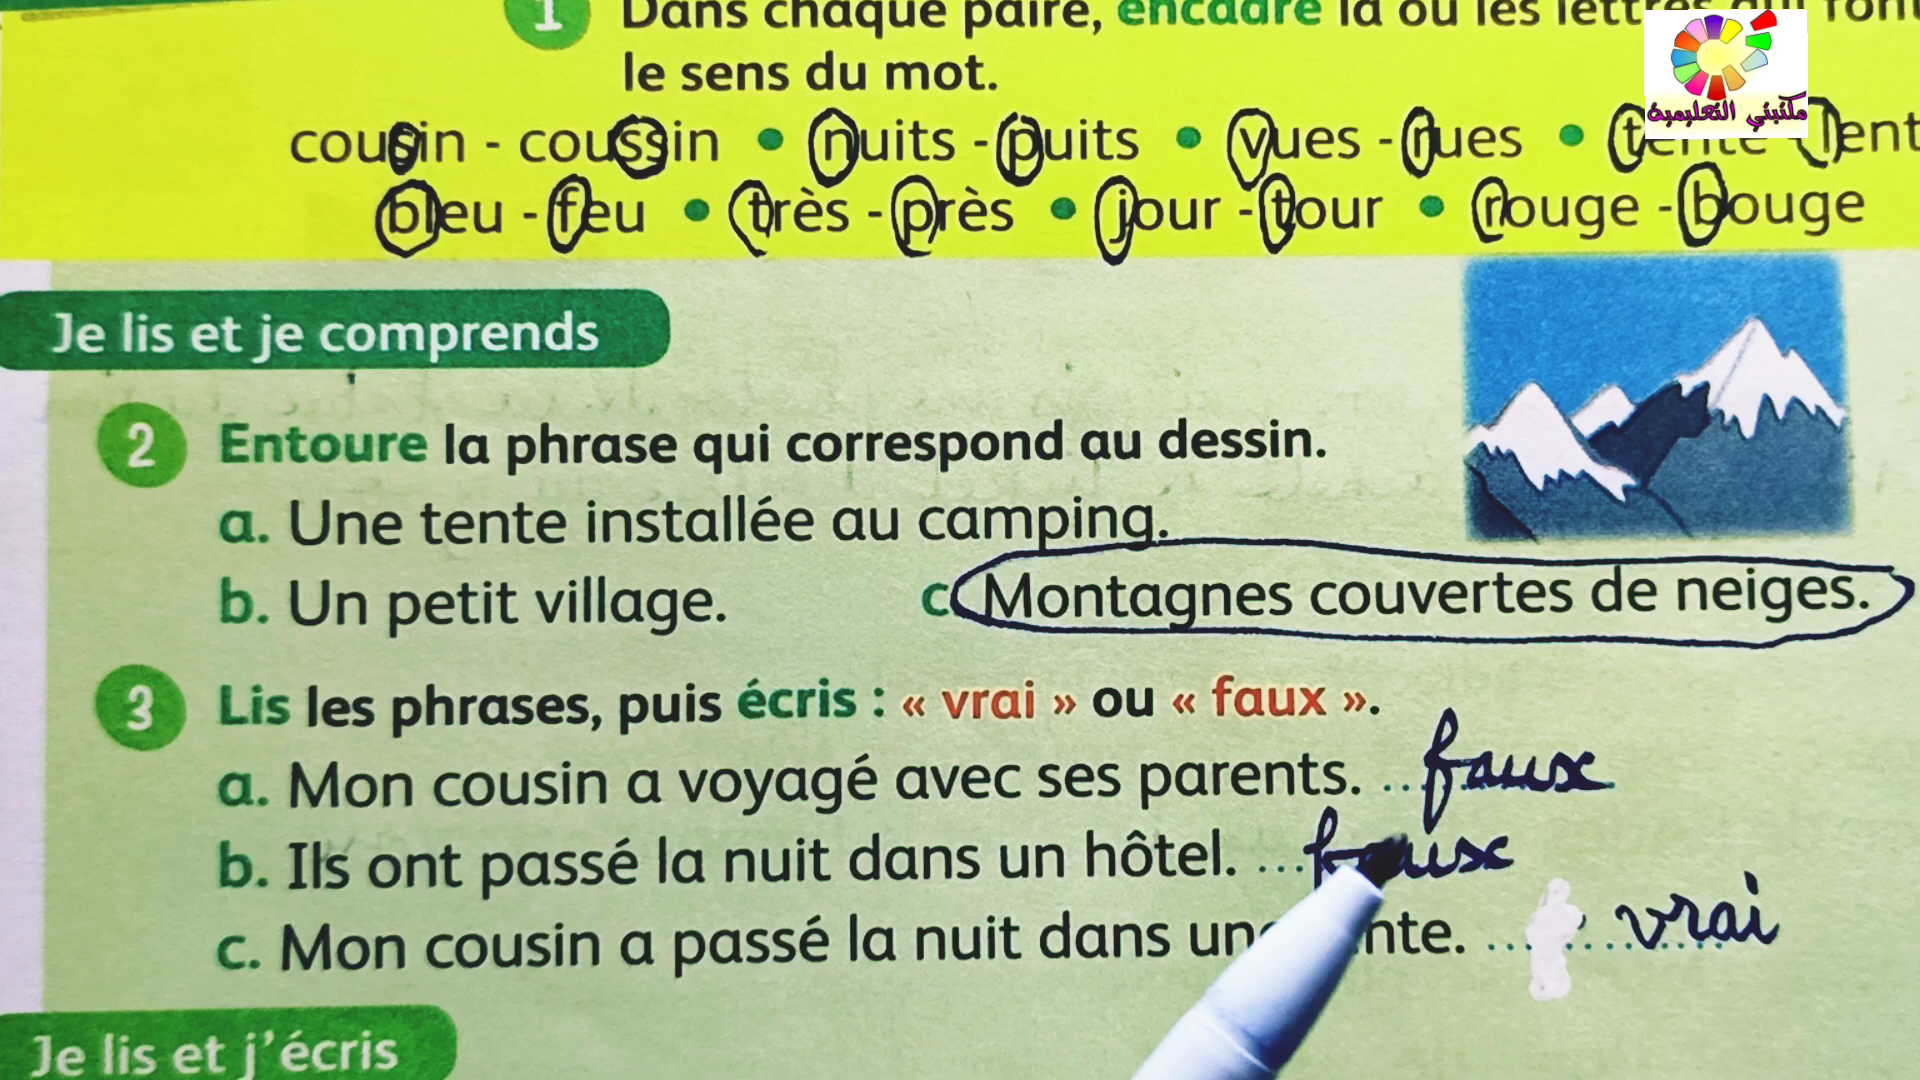 1 Dans chaque paire, encadre la ou les lettres qui font
le sens du mot.
مكتبتي التعليمية
cousin - coussin • nuits - puits • vues - rues • tente - lent
bleu - feu • très - près • jour - tour • rouge - bouge
Je lis et je comprends
2 Entoure la phrase qui correspond au dessin.
a. Une tente installée au camping.
b. Un petit village. c Montagnes couvertes de neiges.
3 Lis les phrases, puis écris : « vrai » ou « faux ».
a. Mon cousin a voyagé avec ses parents. ... faux
b. Ils ont passé la nuit dans un hôtel. ... faux
c. Mon cousin a passé la nuit dans une tente. ... vrai
Je lis et j'écris